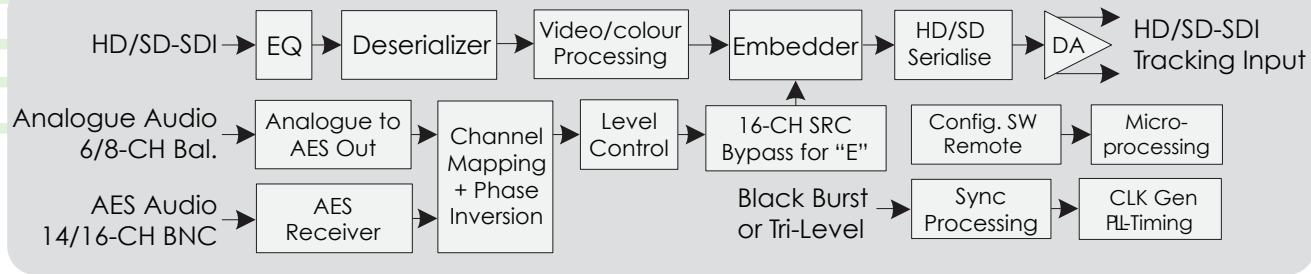 HD/SD-SDI
EQ
Deserializer
Video/colour
Processing
Embedder
HD/SD
Serialise
DA
HD/SD-SDI
Tracking Input
Analogue Audio
6/8-CH Bal.
Analogue to
AES Out
Channel
Mapping
+ Phase
Inversion
Level
Control
16-CH SRC
Bypass for “E”
Config. SW
Remote
Micro-
processing
AES Audio
14/16-CH BNC
AES
Receiver
Black Burst
or Tri-Level
Sync
Processing
CLK Gen
PLL-Timing